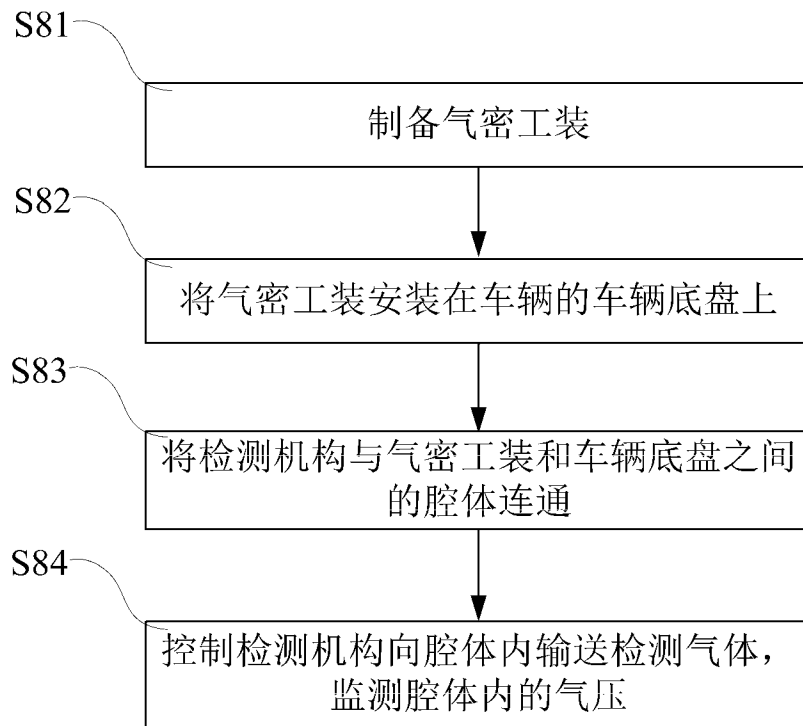 S81
制备气密工装
S82
将气密工装安装在车辆的车辆底盘上
S83
将检测机构与气密工装和车辆底盘之间
的腔体连通
S84
控制检测机构向腔体内输送检测气体，
监测腔体内的气压